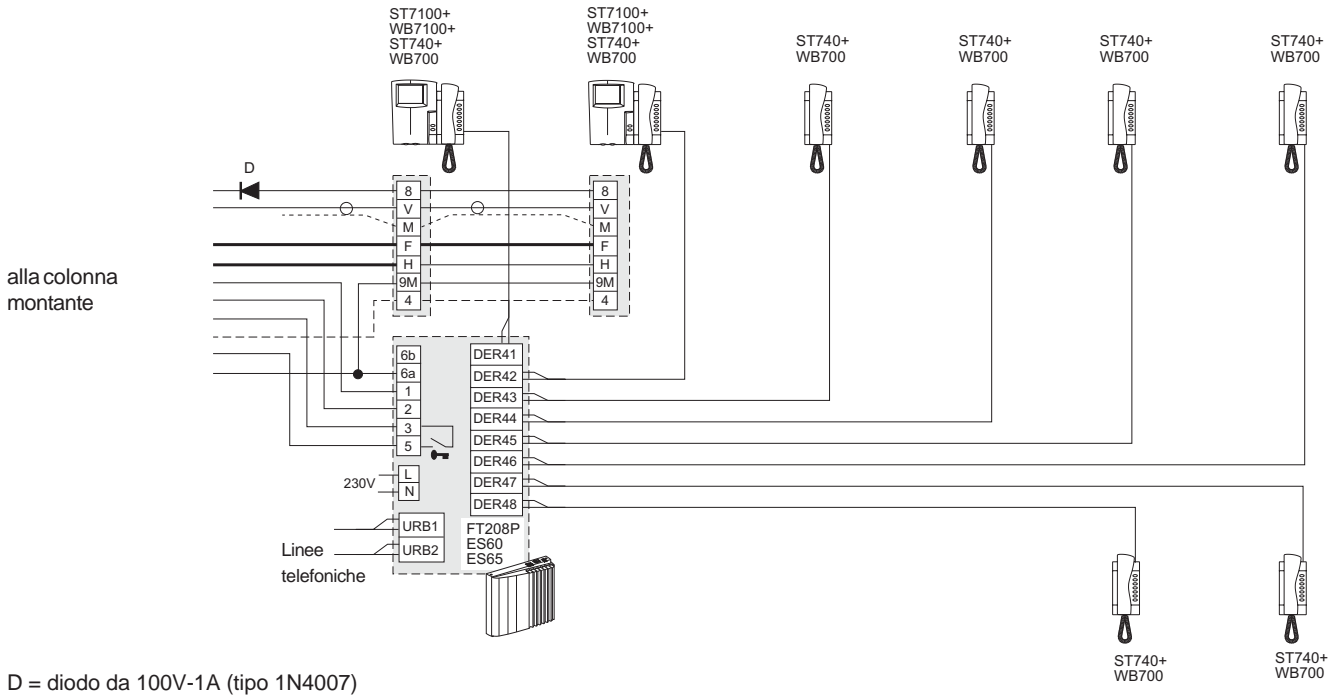 ST7100+
WB7100+
ST740+
WB700
ST7100+
WB7100+
ST740+
WB700
ST740+
WB700
ST740+
WB700
ST740+
WB700
ST740+
WB700
D
8
V
M
F
H
9M
4
8
V
M
F
H
9M
4
alla colonna
montante
6b
6a
1
2
3
5
L
N
230V
URB1
URB2
Linee
telefoniche
DER41
DER42
DER43
DER44
DER45
DER46
DER47
DER48
FT208P
ES60
ES65
ST740+
WB700
ST740+
WB700
D = diodo da 100V-1A (tipo 1N4007)